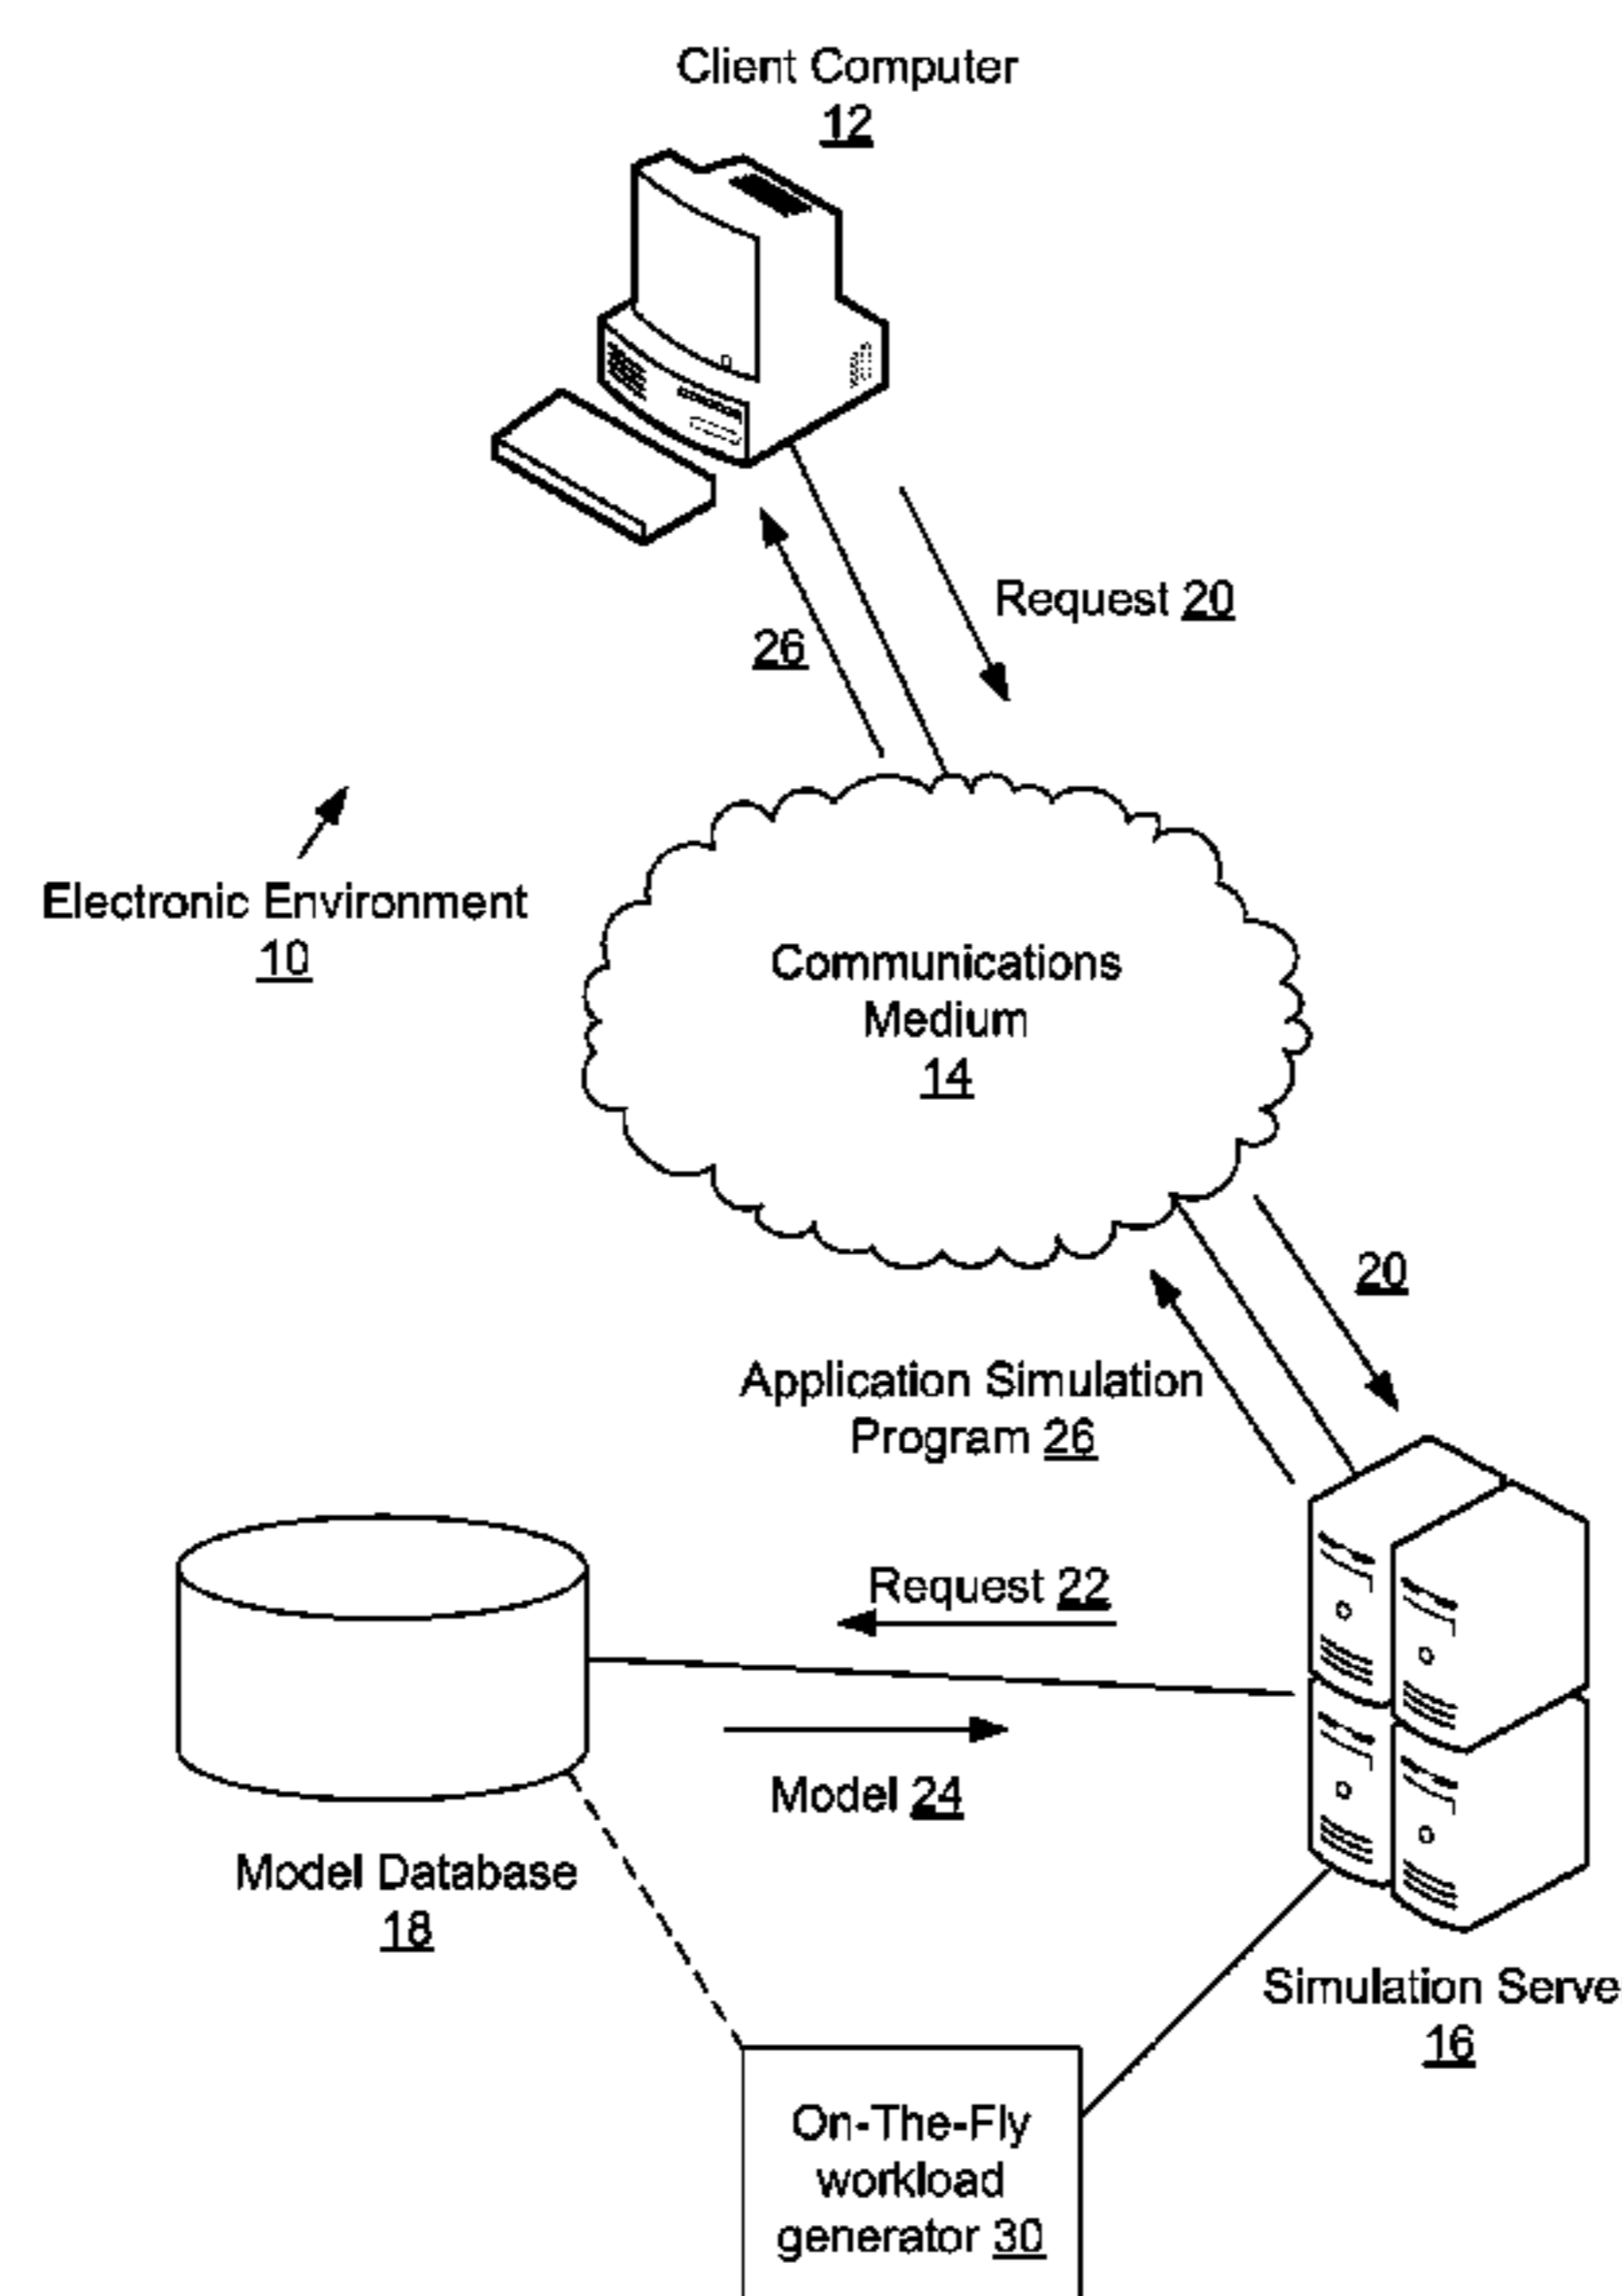 Client Computer
12
Request 20
26
Electronic Environment
10
Communications
Medium
14
20
Application Simulation
Program 26
Request 22
Model 24
Model Database
18
Simulation Serve
16
On-The-Fly
workload
generator 30